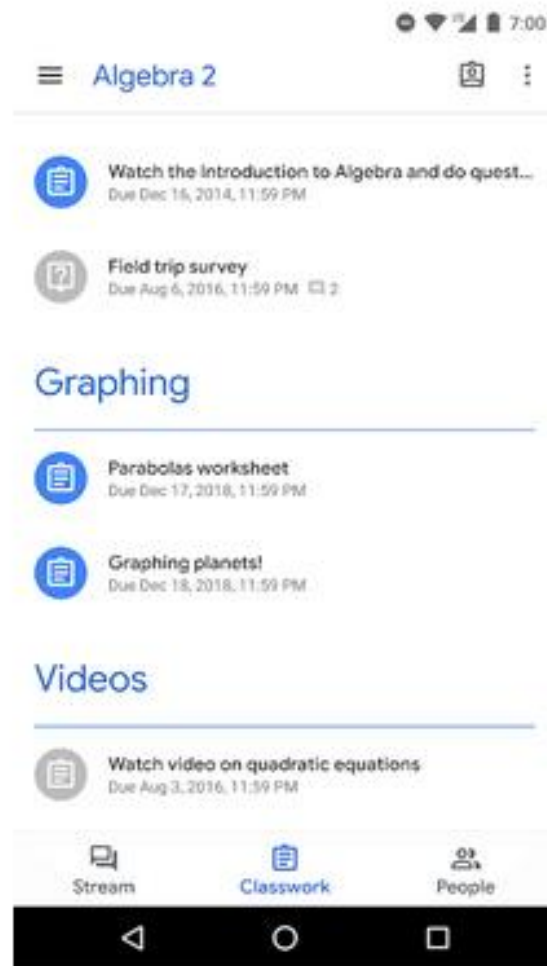 7:00
Algebra 2
Watch the Introduction to Algebra and do quest...
Due Dec 16, 2014, 11:59 PM
Field trip survey
Due Aug 6, 2016, 11:59 PM 2
Graphing
Parabolas worksheet
Due Dec 17, 2018, 11:59 PM
Graphing planets!
Due Dec 18, 2018, 11:59 PM
Videos
Watch video on quadratic equations
Due Aug 3, 2016, 11:59 PM
Stream Classwork People